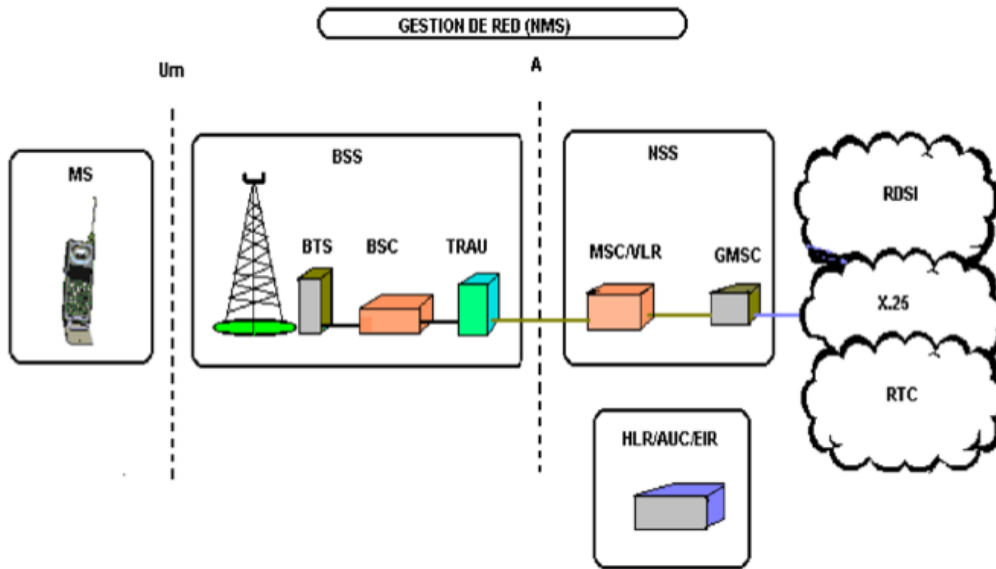 GESTION DE RED (NMS)
Um
A
MS
BSS
NSS
RDSI
BTS
BSC
TRAU
MSC/VLR
GMSC
X.25
RTC
HLR/AUC/EIR